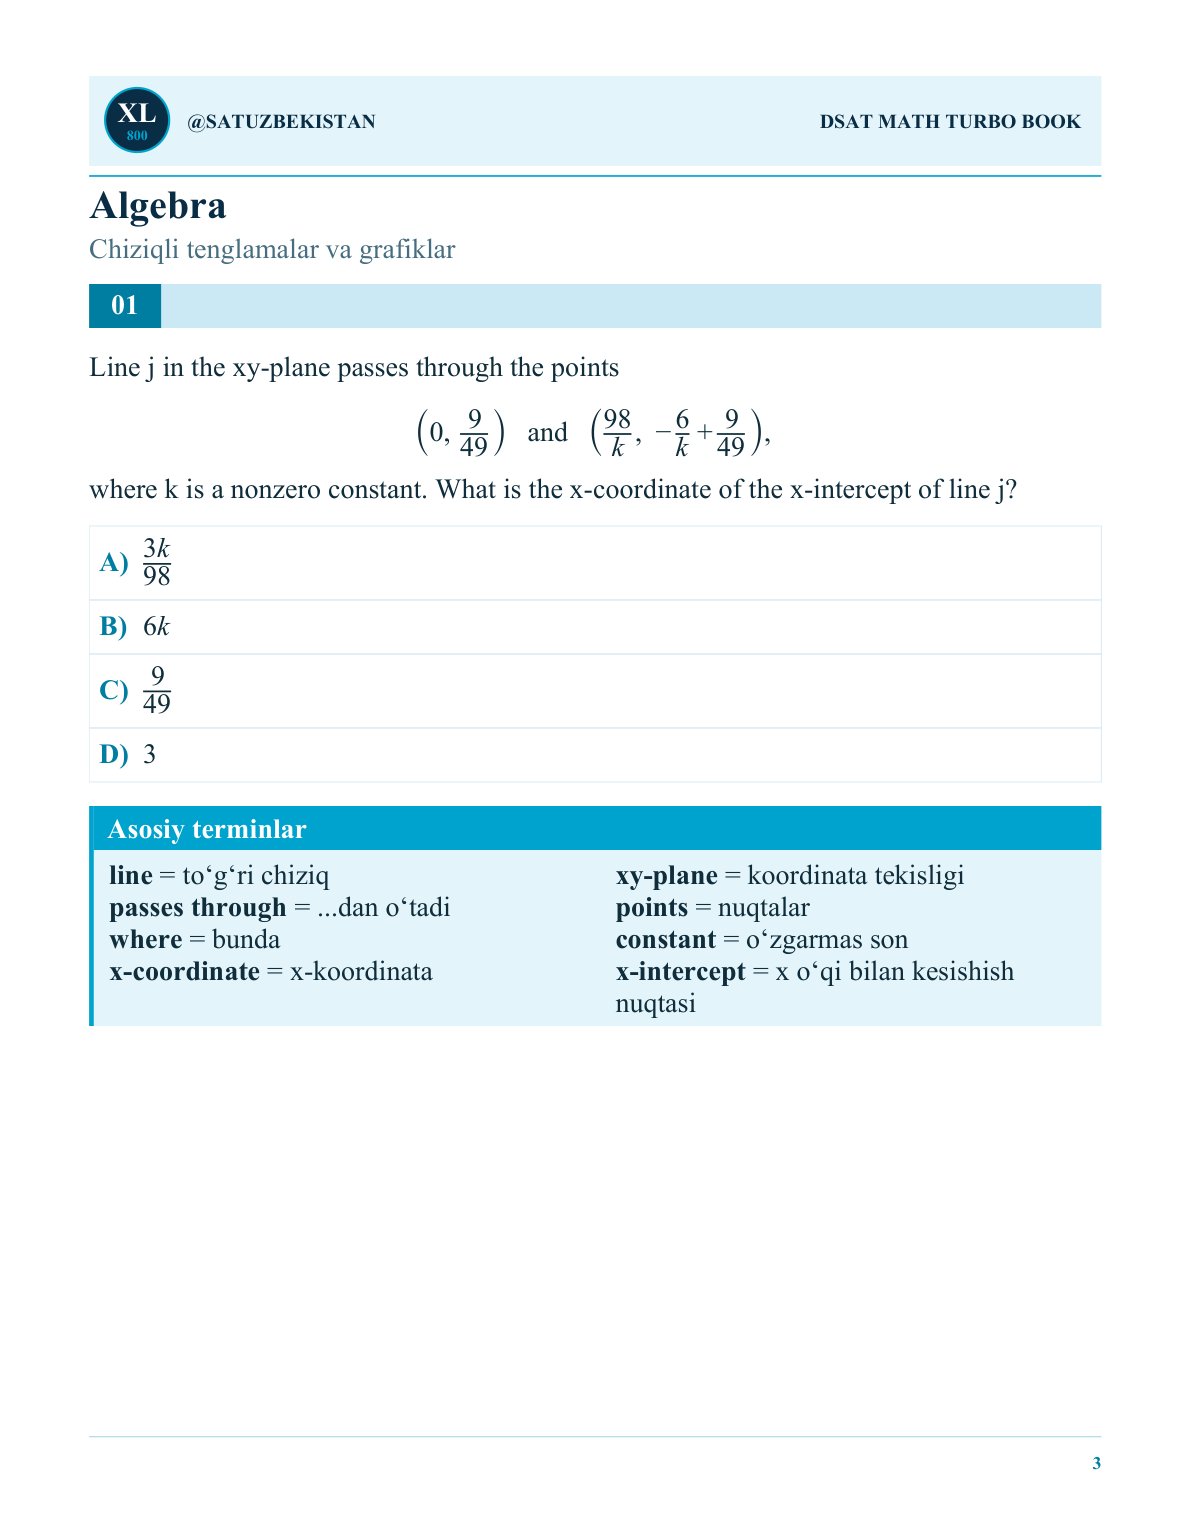 XL
800
@SATUZBEKISTAN
DSAT MATH TURBO BOOK
Algebra
Chiziqli tenglamalar va grafiklar
01
Line j in the xy-plane passes through the points
(0, 9/49) and (98/k, −6/k + 9/49),
where k is a nonzero constant. What is the x-coordinate of the x-intercept of line j?
A) 3k/98
B) 6k
C) 9/49
D) 3
Asosiy terminlar
line = to‘g‘ri chiziq
passes through = ...dan o‘tadi
where = bunda
x-coordinate = x-koordinata
xy-plane = koordinata tekisligi
points = nuqtalar
constant = o‘zgarmas son
x-intercept = x o‘qi bilan kesishish
nuqtasi
3